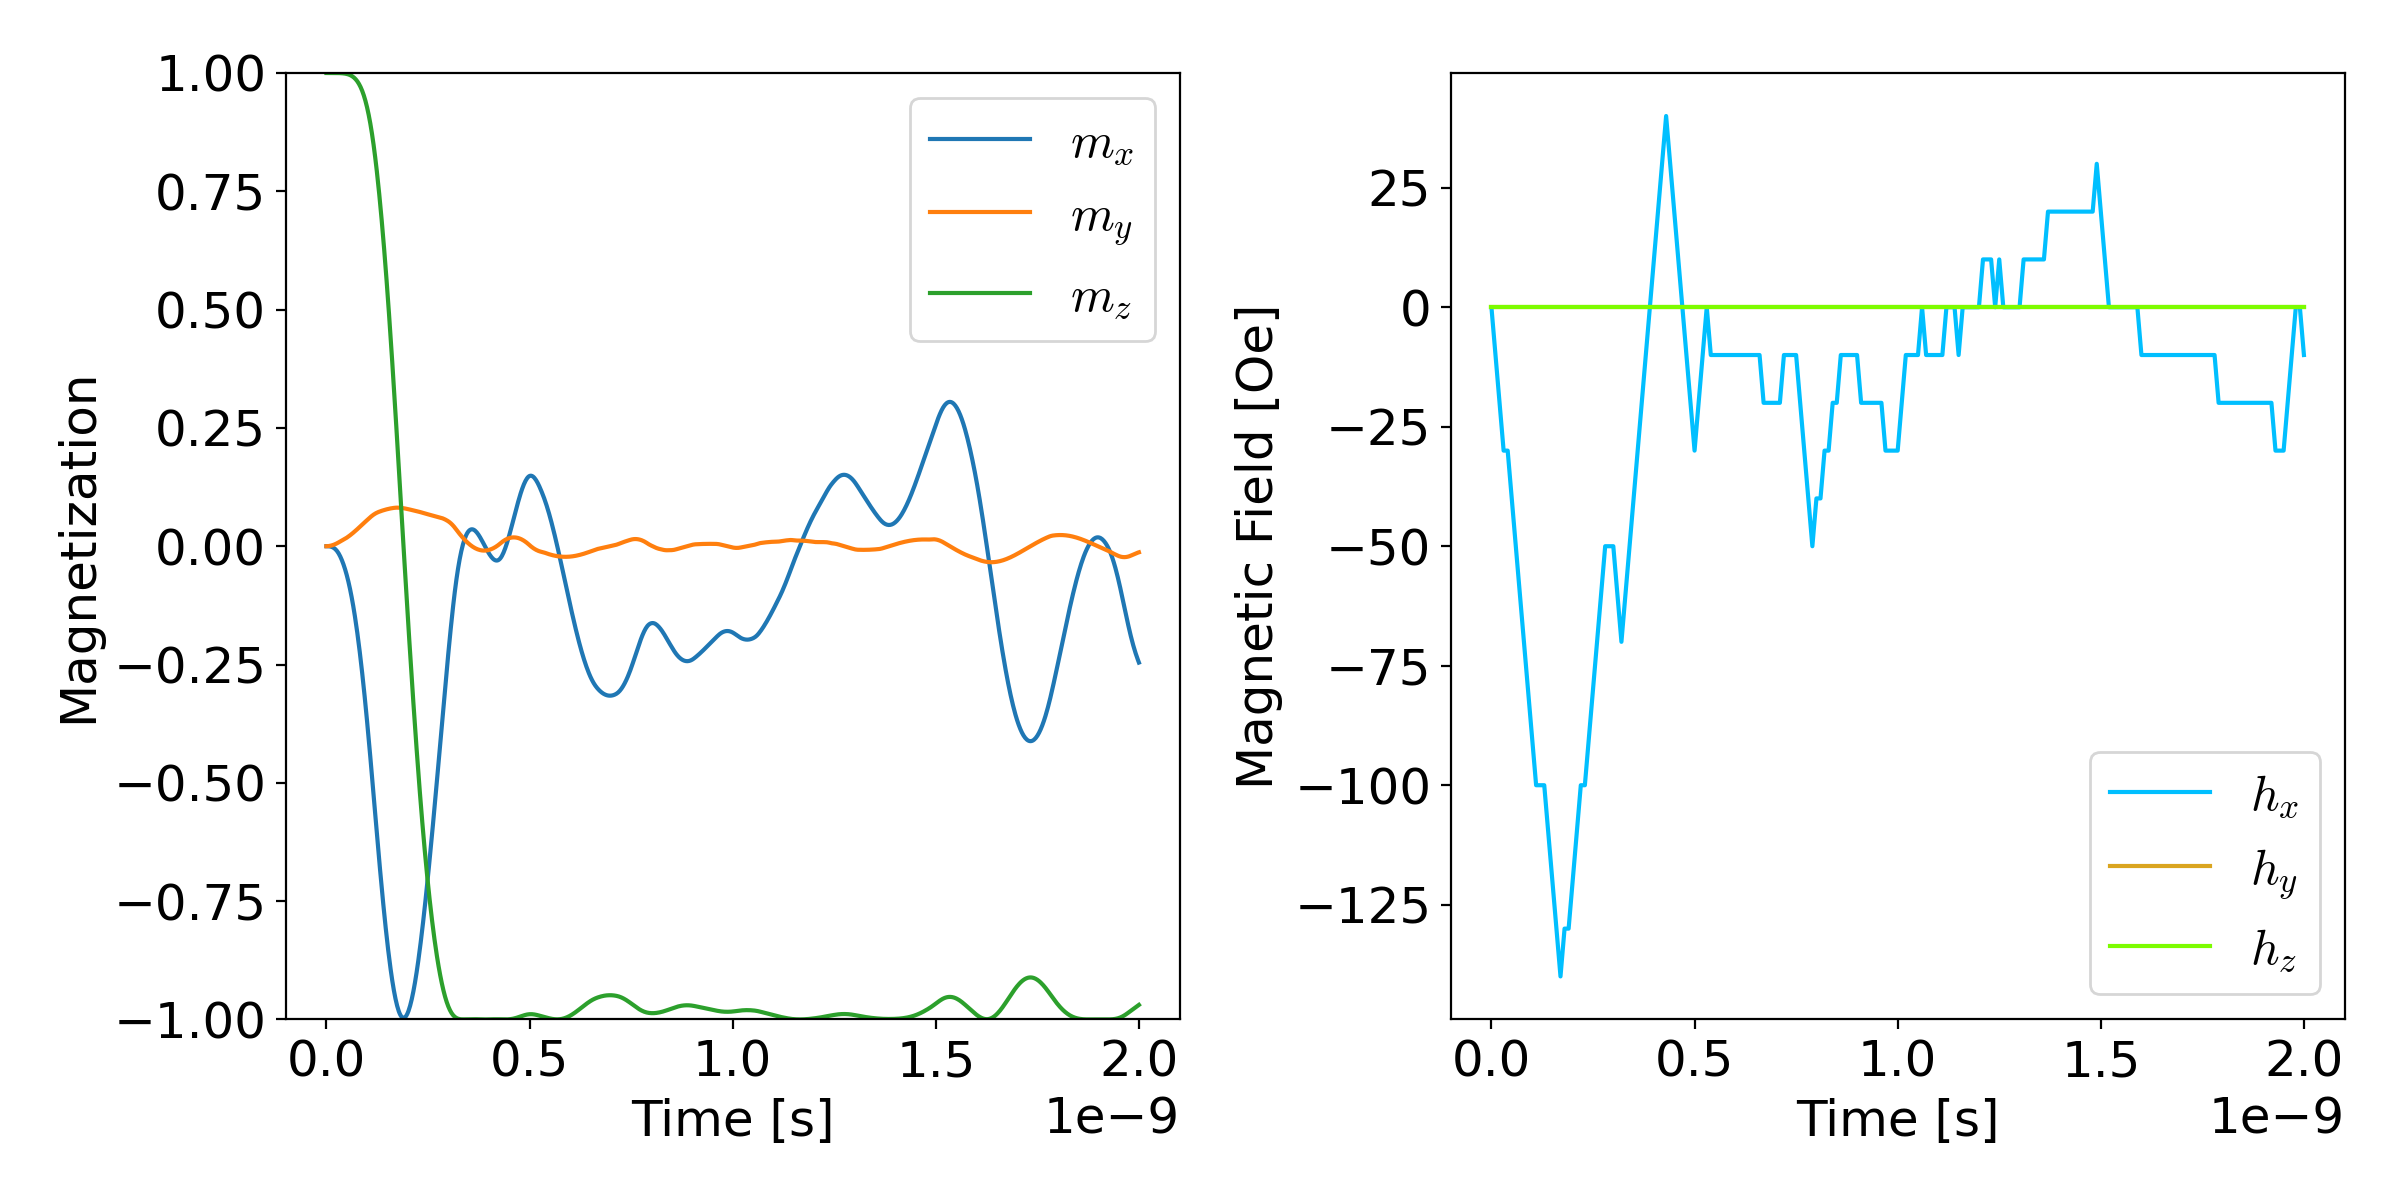 1.00
0.75
0.50
0.25
0.00
−0.25
−0.50
−0.75
−1.00
Magnetization
0.0 0.5 1.0 1.5 2.0
Time [s]
1e−9
m_x
m_y
m_z
25
0
−25
−50
−75
−100
−125
Magnetic Field [Oe]
0.0 0.5 1.0 1.5 2.0
Time [s]
1e−9
h_x
h_y
h_z